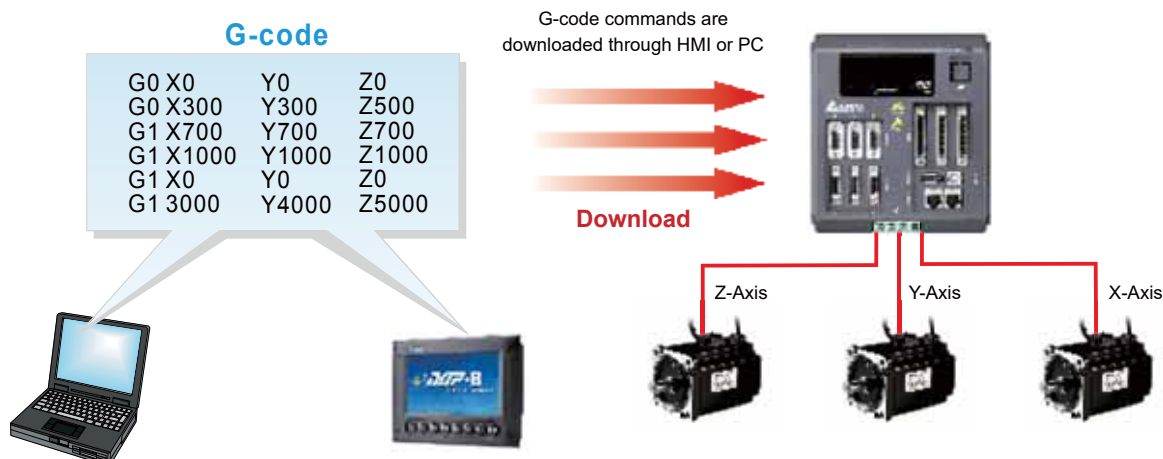 G-code
G0 X0 Y0 Z0
G0 X300 Y300 Z500
G1 X700 Y700 Z700
G1 X1000 Y1000 Z1000
G1 X0 Y0 Z0
G1 3000 Y4000 Z5000
G-code commands are
downloaded through HMI or PC
Download
Z-Axis
Y-Axis
X-Axis